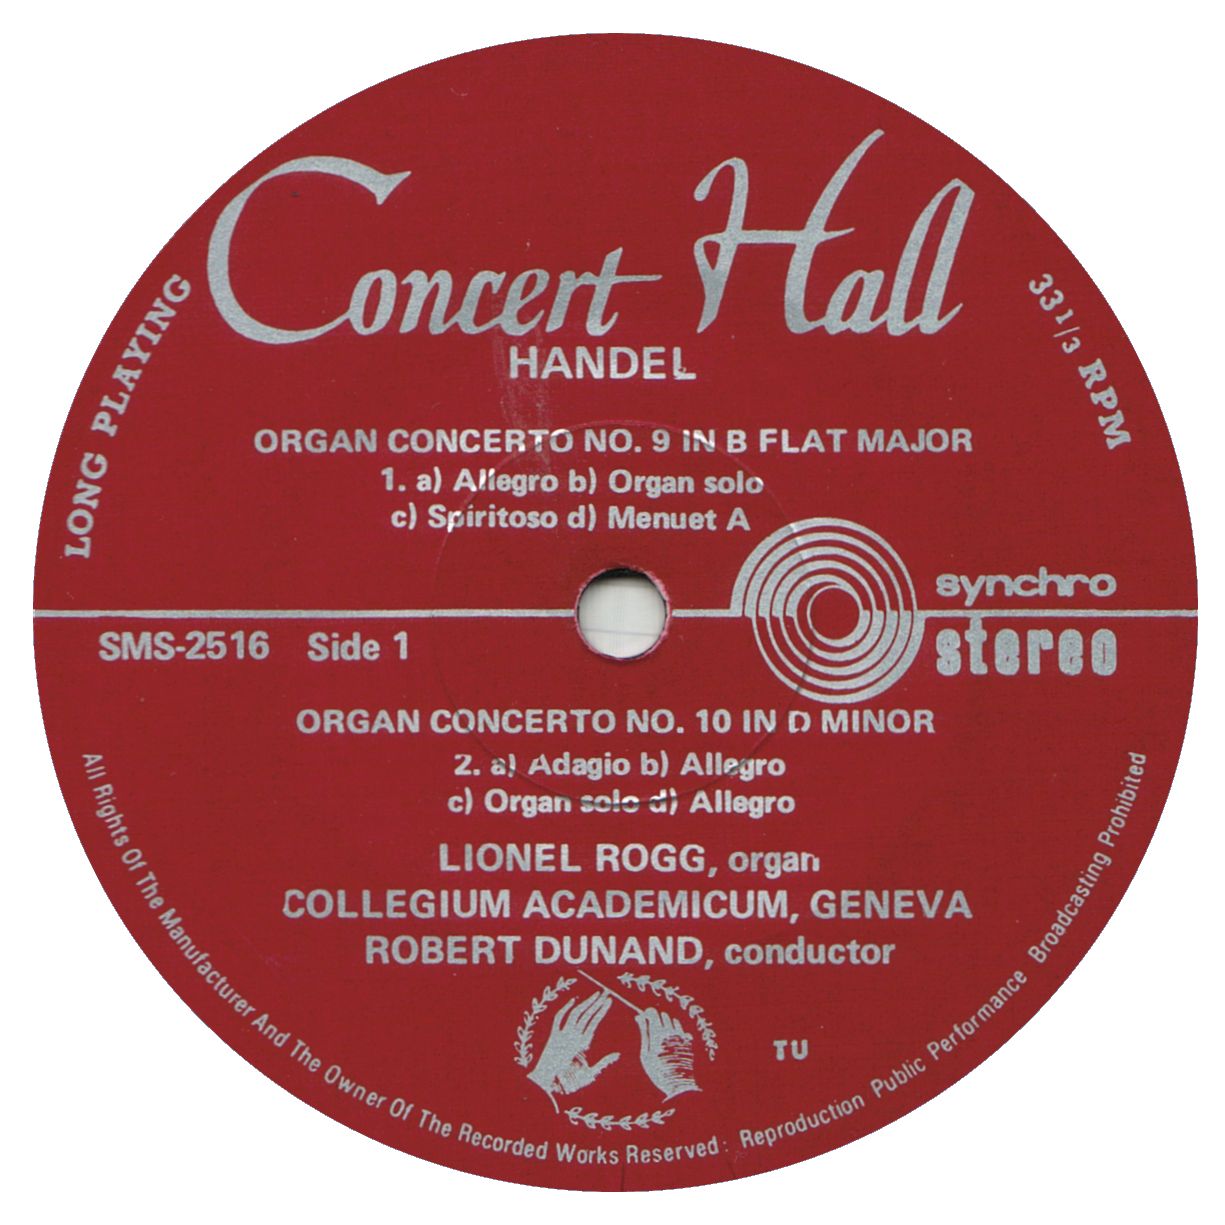 Concert Hall
LONG PLAYING
33 1/3 RPM
HANDEL
ORGAN CONCERTO NO. 9 IN B FLAT MAJOR
1. a) Allegro b) Organ solo
c) Spiritoso d) Menuet A
synchro
stereo
SMS-2516 Side 1
ORGAN CONCERTO NO. 10 IN D MINOR
2. a) Adagio b) Allegro
c) Organ solo d) Allegro
LIONEL ROGG, organ
COLLEGIUM ACADEMICUM, GENEVA
ROBERT DUNAND, conductor
TU
All Rights Of The Manufacturer And The Owner Of The Recorded Works Reserved: Reproduction Public Performance Broadcasting Prohibited